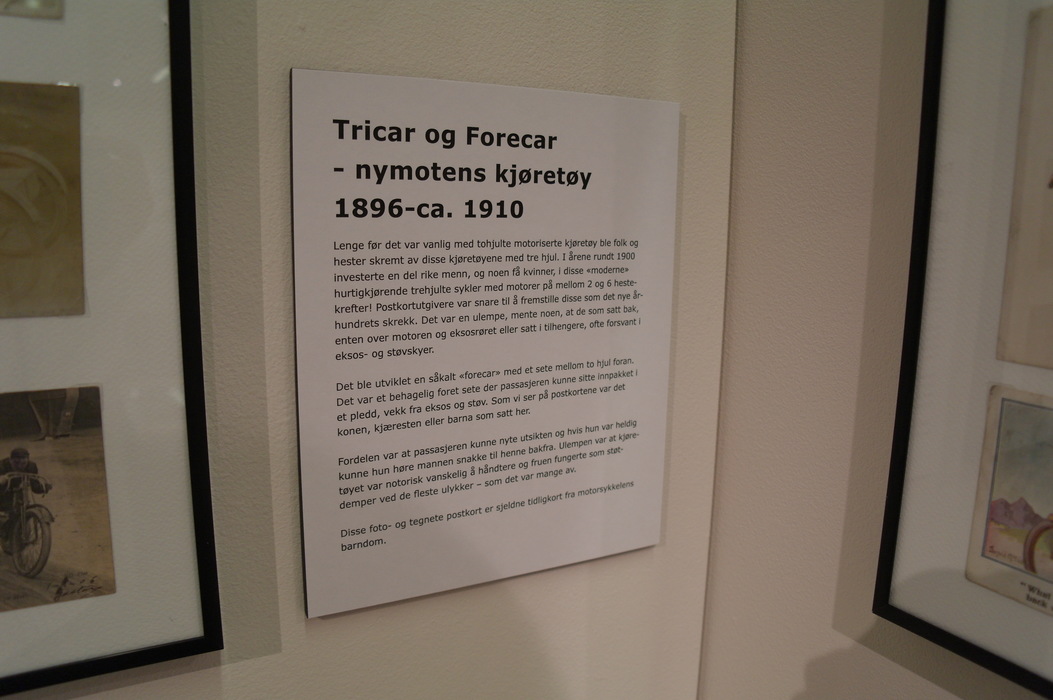 Tricar og Forecar
- nymotens kjøretøy
1896-ca. 1910
Lenge før det var vanlig med tohjulte motoriserte kjøretøy ble folk og
hester skremt av disse kjøretøyene med tre hjul. I årene rundt 1900
investerte en del rike menn, og noen få kvinner, i disse «moderne»
hurtigkjørende trehjulte sykler med motorer på mellom 2 og 6 heste-
krefter! Postkortutgivere var snare til å fremstille disse som det nye år-
hundrets skrekk. Det var en ulempe, mente noen, at de som satt bak,
enten over motoren og eksosrøret eller satt i tilhengere, ofte forsvant i
eksos- og støvskyer.
Det ble utviklet en såkalt «forecar» med et sete mellom to hjul foran.
Det var et behagelig foret sete der passasjeren kunne sitte innpakket i
et pledd, vekk fra eksos og støv. Som vi ser på postkortene var det
konen, kjæresten eller barna som satt her.
Fordelen var at passasjeren kunne nyte utsikten og hvis hun var heldig
kunne hun høre mannen snakke til henne bakfra. Ulempen var at kjøre-
tøyet var notorisk vanskelig å håndtere og fruen fungerte som støt-
demper ved de fleste ulykker – som det var mange av.
Disse foto- og tegnete postkort er sjeldne tidligkort fra motorsykkelens
barndom.
back